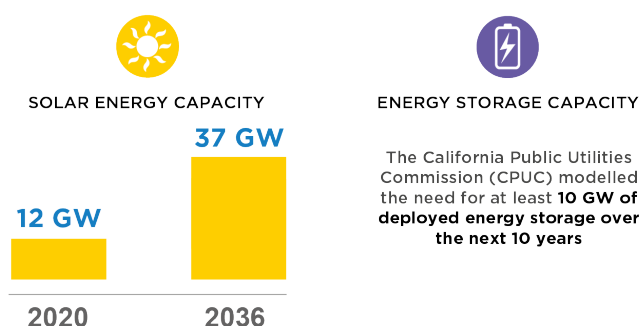 SOLAR ENERGY CAPACITY
37 GW
12 GW
2020
2036
ENERGY STORAGE CAPACITY
The California Public Utilities
Commission (CPUC) modelled
the need for at least 10 GW of
deployed energy storage over
the next 10 years